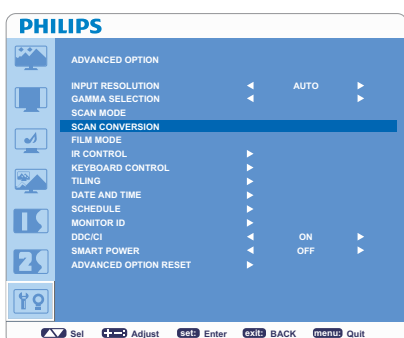 PHILIPS
ADVANCED OPTION
INPUT RESOLUTION AUTO
GAMMA SELECTION
SCAN MODE
SCAN CONVERSION
FILM MODE
IR CONTROL
KEYBOARD CONTROL
TILING
DATE AND TIME
SCHEDULE
MONITOR ID
DDC/CI ON
SMART POWER OFF
ADVANCED OPTION RESET
1
2
Sel Adjust set: Enter exit: BACK menu: Quit